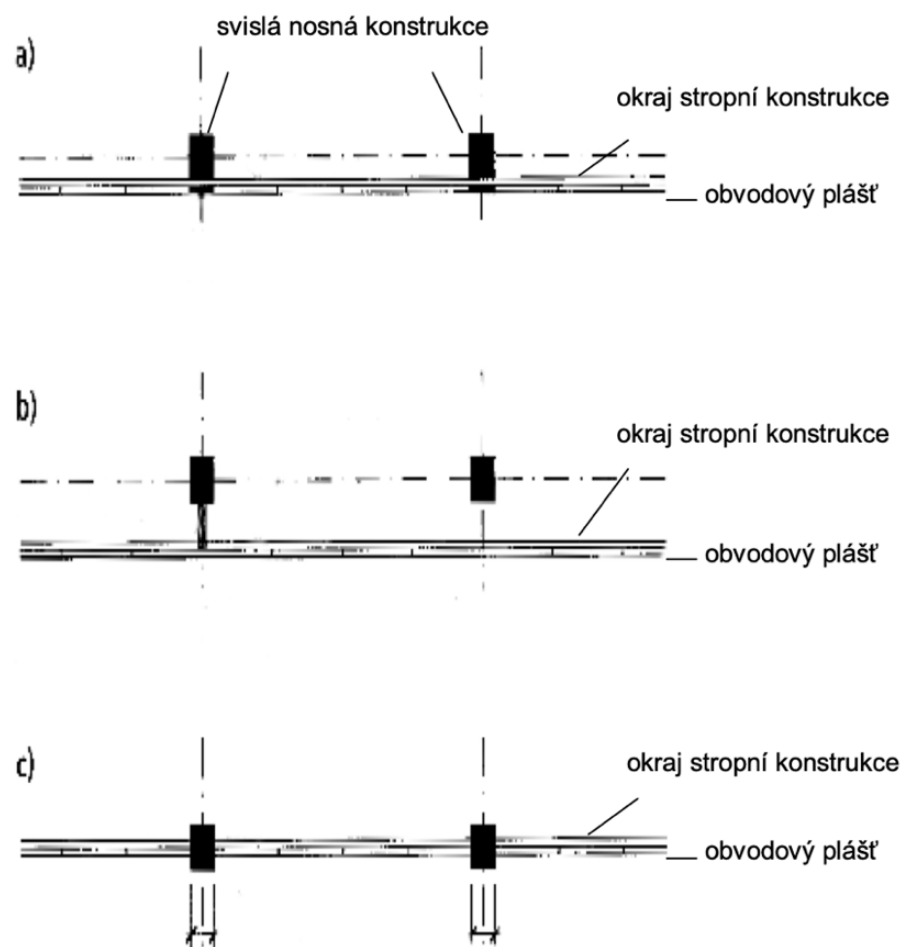 svislá nosná konstrukce
a)
okraj stropní konstrukce
obvodový plášť
b)
okraj stropní konstrukce
obvodový plášť
c)
okraj stropní konstrukce
obvodový plášť